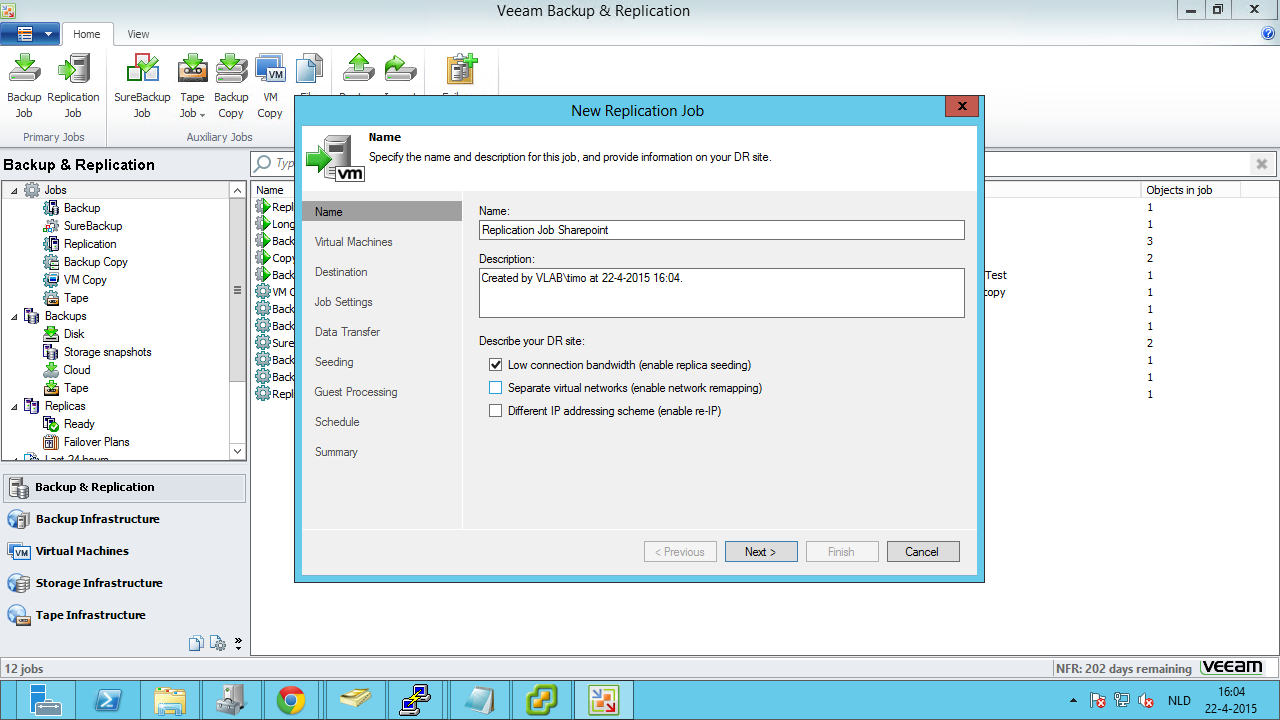 Veeam Backup & Replication
Home View
Backup Job
Replication Job
SureBackup Job
Tape Job
Backup Copy
VM Copy
Primary Jobs
Auxiliary Jobs
Backup & Replication
Jobs
Backup
SureBackup
Replication
Backup Copy
VM Copy
Tape
Backups
Disk
Storage snapshots
Cloud
Tape
Replicas
Ready
Failover Plans
Last 24 hours
Backup & Replication
Backup Infrastructure
Virtual Machines
Storage Infrastructure
Tape Infrastructure
Name
Objects in job
Repl
1
Long
1
Back
3
Copy
2
Back
Test
1
VM C
copy
1
Back
1
Back
1
Sure
2
Back
1
Back
1
Repl
1
New Replication Job
Name
Specify the name and description for this job, and provide information on your DR site.
vm
Name
Virtual Machines
Destination
Job Settings
Data Transfer
Seeding
Guest Processing
Schedule
Summary
Name:
Replication Job Sharepoint
Description:
Created by VLAB\timo at 22-4-2015 16:04.
Describe your DR site:
Low connection bandwidth (enable replica seeding)
Separate virtual networks (enable network remapping)
Different IP addressing scheme (enable re-IP)
< Previous
Next >
Finish
Cancel
12 jobs
NFR: 202 days remaining
veeam
NLD
16:04
22-4-2015